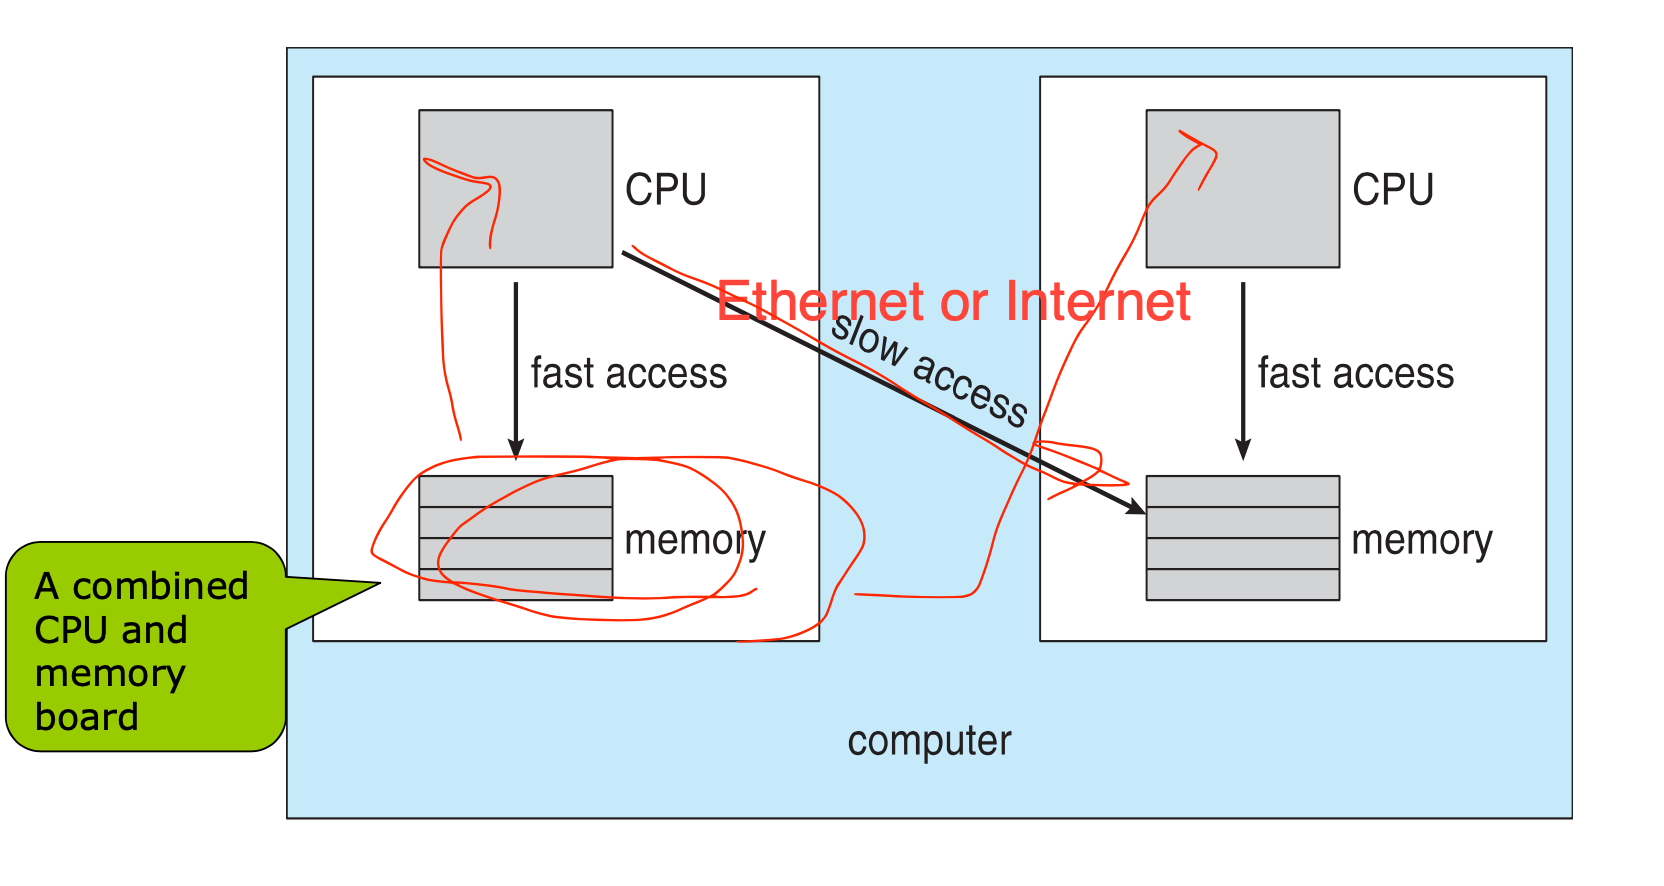 CPU
CPU
Ethernet or Internet
slow access
fast access
fast access
memory
memory
A combined
CPU and
memory
board
computer